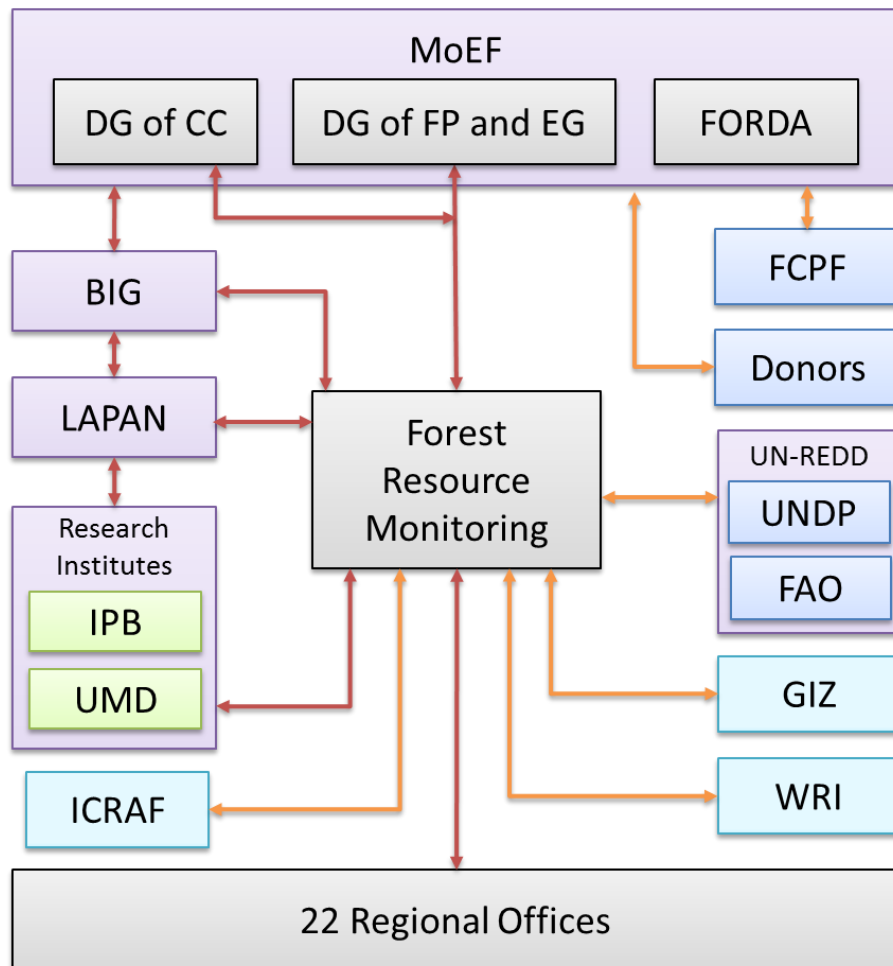 MoEF
DG of CC
DG of FP and EG
FORDA
BIG
FCPF
LAPAN
Donors
Forest
Resource
Monitoring
UN-REDD
UNDP
FAO
Research
Institutes
IPB
UMD
GIZ
ICRAF
WRI
22 Regional Offices